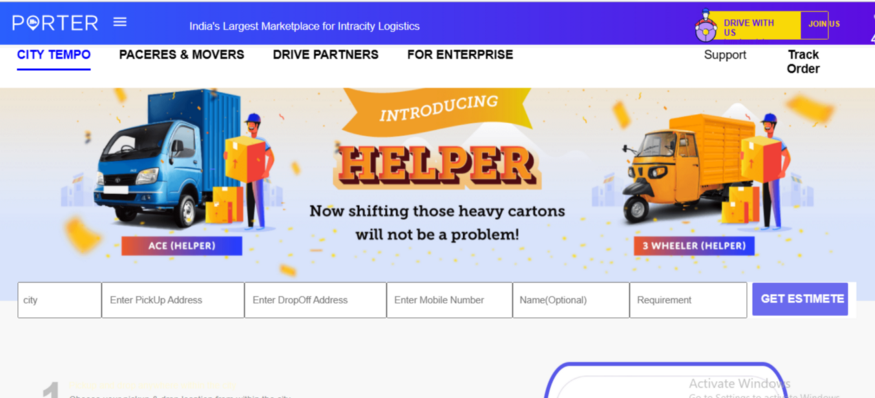 PORTER
India's Largest Marketplace for Intracity Logistics
DRIVE WITH
US
JOIN US
CITY TEMPO
PACERES & MOVERS
DRIVE PARTNERS
FOR ENTERPRISE
Support
Track
Order
INTRODUCING
HELPER
Now shifting those heavy cartons
will not be a problem!
ACE (HELPER)
3 WHEELER (HELPER)
city
Enter PickUp Address
Enter DropOff Address
Enter Mobile Number
Name(Optional)
Requirement
GET ESTIMETE
1
Activate Windows
Go to Settings to activate Windows.